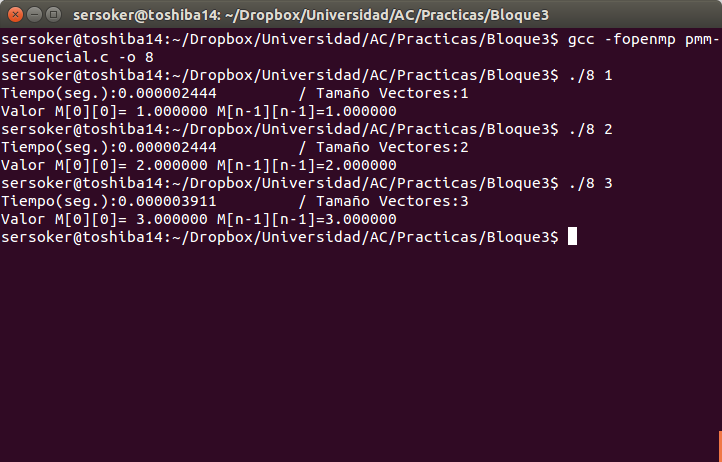 sersoker@toshiba14: ~/Dropbox/Universidad/AC/Practicas/Bloque3
sersoker@toshiba14:~/Dropbox/Universidad/AC/Practicas/Bloque3$ gcc -fopenmp pmm-
secuencial.c -o 8
sersoker@toshiba14:~/Dropbox/Universidad/AC/Practicas/Bloque3$ ./8 1
Tiempo(seg.):0.000002444         / Tamaño Vectores:1
Valor M[0][0]= 1.000000 M[n-1][n-1]=1.000000
sersoker@toshiba14:~/Dropbox/Universidad/AC/Practicas/Bloque3$ ./8 2
Tiempo(seg.):0.000002444         / Tamaño Vectores:2
Valor M[0][0]= 2.000000 M[n-1][n-1]=2.000000
sersoker@toshiba14:~/Dropbox/Universidad/AC/Practicas/Bloque3$ ./8 3
Tiempo(seg.):0.000003911         / Tamaño Vectores:3
Valor M[0][0]= 3.000000 M[n-1][n-1]=3.000000
sersoker@toshiba14:~/Dropbox/Universidad/AC/Practicas/Bloque3$